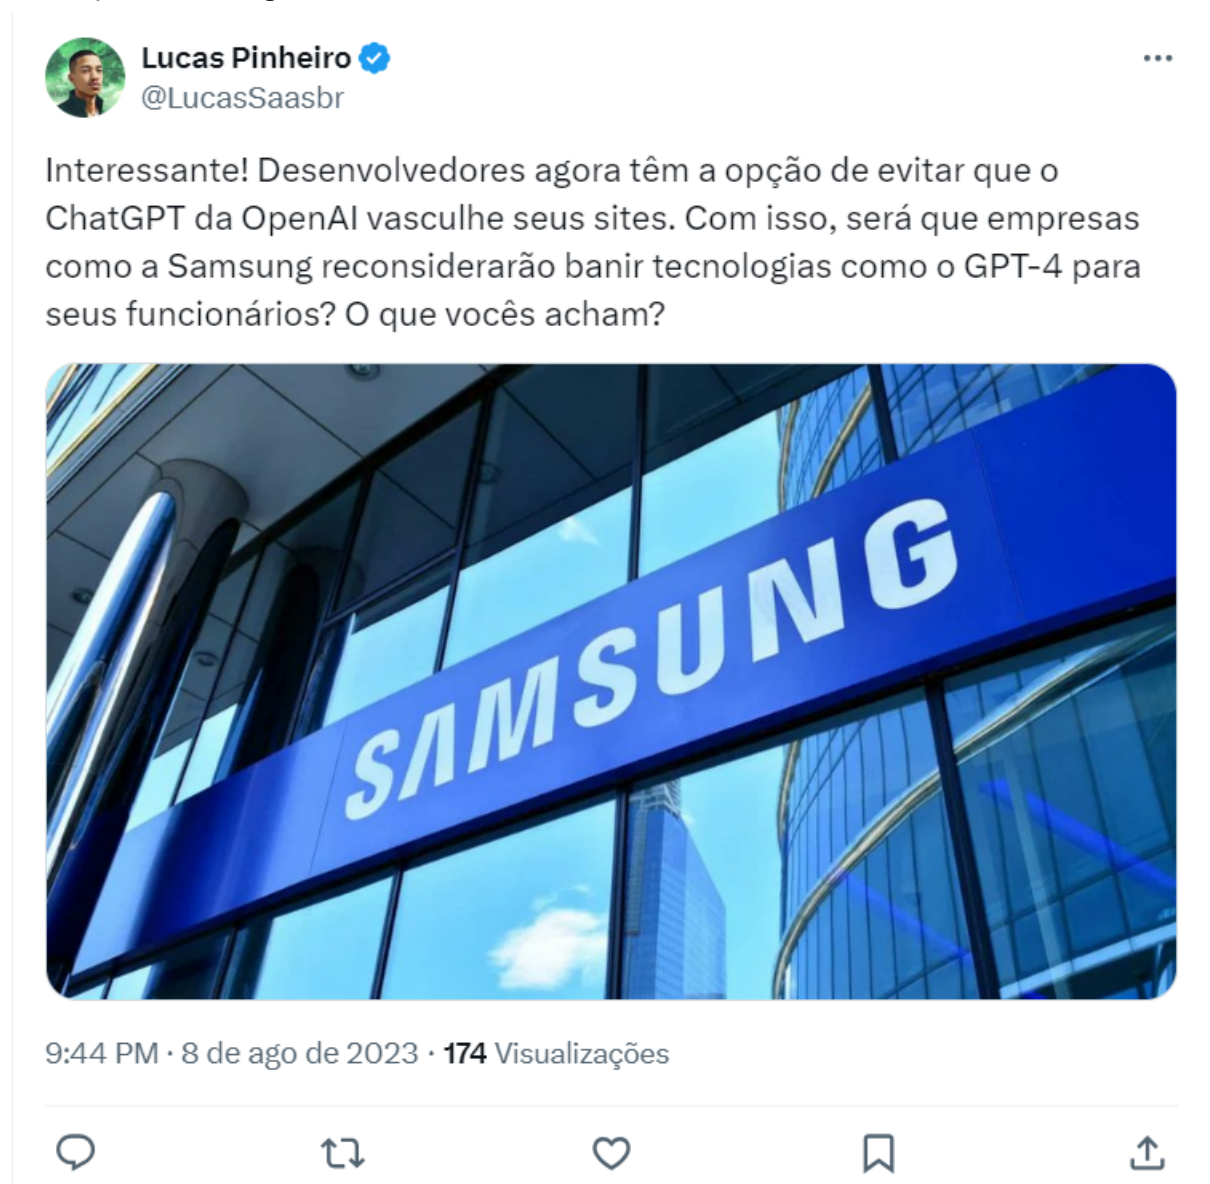 Lucas Pinheiro
@LucasSaasbr
Interessante! Desenvolvedores agora têm a opção de evitar que o
ChatGPT da OpenAI vasculhe seus sites. Com isso, será que empresas
como a Samsung reconsiderarão banir tecnologias como o GPT-4 para
seus funcionários? O que vocês acham?
SAMSUNG
9:44 PM · 8 de ago de 2023 · 174 Visualizações